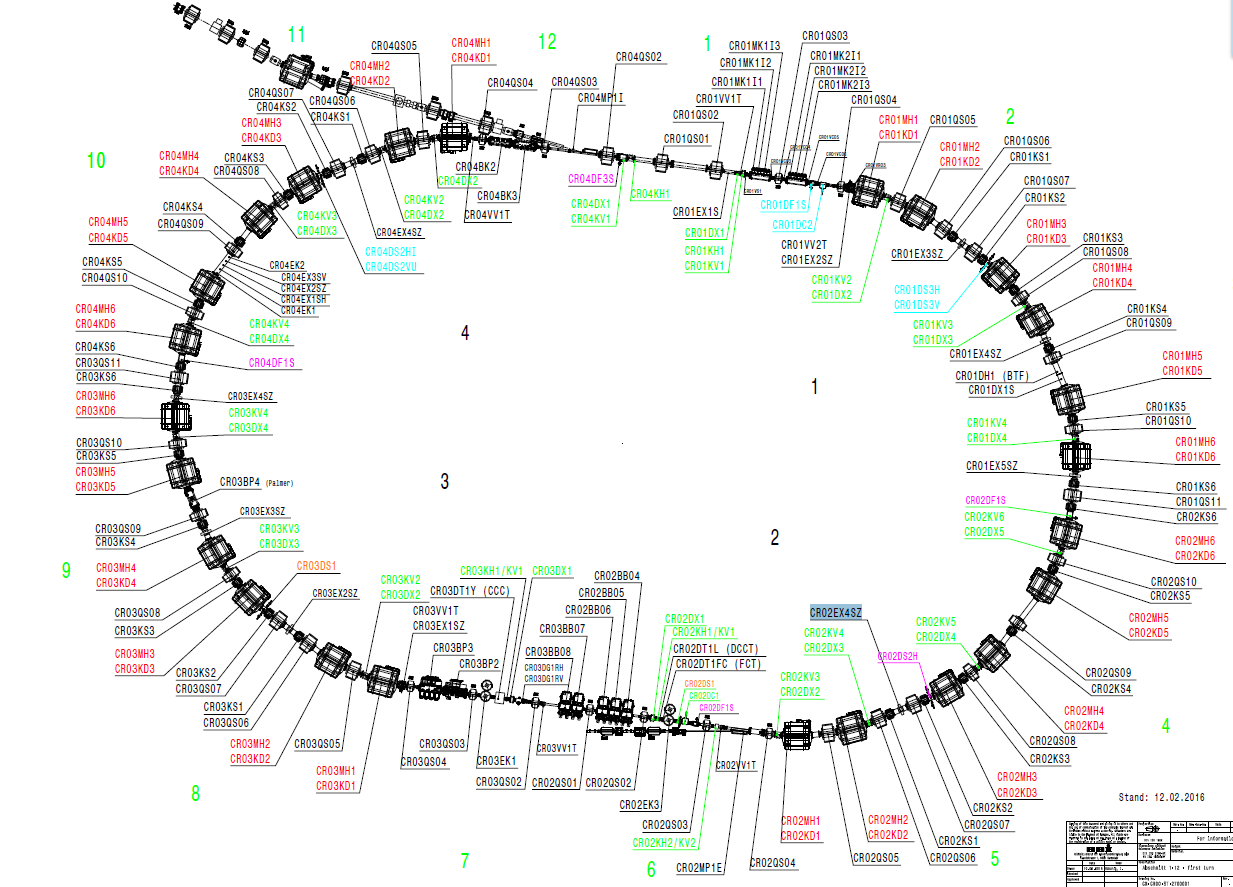 11
12
1
2
10
9
8
7
6
5
4
4
1
3
2
CR04QS05
CR04MH1
CR04KD1
CR04MH2
CR04KD2
CR04QS04
CR04QS03
CR04QS02
CR04MP1I
CR04QS07
CR04QS06
CR04KS2
CR04KS1
CR04MH3
CR04KD3
CR04MH4
CR04KD4
CR04KS3
CR04QS08
CR04BK2
CR04DX2
CR04BK3
CR04VV1T
CR04KV2
CR04DX2
CR04KV3
CR04DX3
CR04EX4SZ
CR04DS2HI
CR04DS2VU
CR04DF3S
CR04DX1
CR04KV1
CR04KH1
CR01MK1I3
CR01MK1I2
CR01MK1I1
CR01VV1T
CR01QS02
CR01QS01
CR01QS03
CR01MK2I1
CR01MK2I2
CR01MK2I3
CR01QS04
CR01MH1
CR01KD1
CR01QS05
CR01MH2
CR01KD2
CR01QS06
CR01KS1
CR01QS07
CR01KS2
CR01MH3
CR01KD3
CR01KS3
CR01QS08
CR01MH4
CR01KD4
CR01KS4
CR01QS09
CR01EX1S
CR01DX1
CR01KH1
CR01KV1
CR01DF1S
CR01DC2
CR01VV2T
CR01EX2SZ
CR01KV2
CR01DX2
CR01EX3SZ
CR01DS3H
CR01DS3V
CR01KV3
CR01DX3
CR01EX4SZ
CR01DH1 (BTF)
CR01DX1S
CR01MH5
CR01KD5
CR01KS5
CR01QS10
CR01KV4
CR01DX4
CR01MH6
CR01KD6
CR01EX5SZ
CR01KS6
CR01QS11
CR02KS6
CR02DF1S
CR02KV6
CR02DX5
CR02MH6
CR02KD6
CR02QS10
CR02KS5
CR02MH5
CR02KD5
CR02QS09
CR02KS4
CR02MH4
CR02KD4
CR02QS08
CR02KS3
CR02MH3
CR02KD3
CR02KS2
CR02QS07
CR02KS1
CR02QS06
CR02QS05
CR02MH2
CR02KD2
CR02MH1
CR02KD1
CR02QS04
CR02EX4SZ
CR02KV4
CR02DX3
CR02KV5
CR02DX4
CR02DS2H
CR02KV3
CR02DX2
CR02DX1
CR02KH1/KV1
CR02DT1L (DCCT)
CR02DT1FC (FCT)
CR02DS1
CR02DC1
CR02DF1S
CR02VV1T
CR02MP1E
CR02KH2/KV2
CR02QS03
CR02EK3
CR02QS02
CR02QS01
CR02BB04
CR02BB05
CR02BB06
CR03BB07
CR03BB08
CR03DG1RH
CR03DG1RV
CR03VV1T
CR03QS02
CR03EK1
CR03QS03
CR03QS04
CR03KH1/KV1
CR03DX1
CR03DT1Y (CCC)
CR03KV2
CR03DX2
CR03VV1T
CR03EX1SZ
CR03BP3
CR03BP2
CR03MH1
CR03KD1
CR03QS05
CR03MH2
CR03KD2
CR03QS06
CR03KS1
CR03QS07
CR03KS2
CR03MH3
CR03KD3
CR03KS3
CR03QS08
CR03DS1
CR03EX2SZ
CR03MH4
CR03KD4
CR03KV3
CR03DX3
CR03EX3SZ
CR03KS4
CR03QS09
CR03BP4 (Palmer)
CR03MH5
CR03KD5
CR03KS5
CR03QS10
CR03KV4
CR03DX4
CR03EX4SZ
CR03MH6
CR03KD6
CR03KS6
CR03QS11
CR04KS6
CR04DF1S
CR04KV4
CR04DX4
CR04MH6
CR04KD6
CR04QS10
CR04KS5
CR04MH5
CR04KD5
CR04QS09
CR04KS4
CR04EK2
CR04EX3SV
CR04EX2SZ
CR04EX1SH
CR04EK1
Stand: 12.02.2016